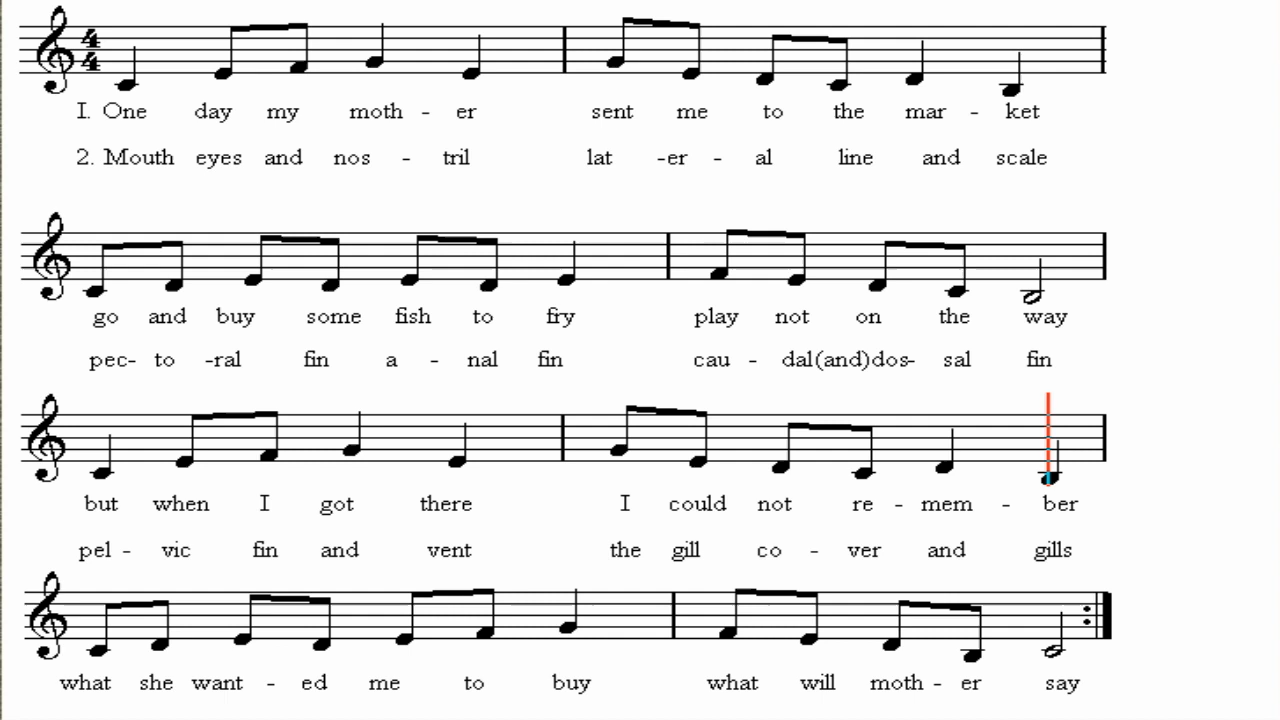 4
4
I. One day my moth - er sent me to the mar - ket
2. Mouth eyes and nos - tril lat -er - al line and scale
go and buy some fish to fry play not on the way
pec- to -ral fin a - nal fin cau - dal(and)dos- sal fin
but when I got there I could not re - mem - ber
pel - vic fin and vent the gill co - ver and gills
what she want - ed me to buy what will moth - er say